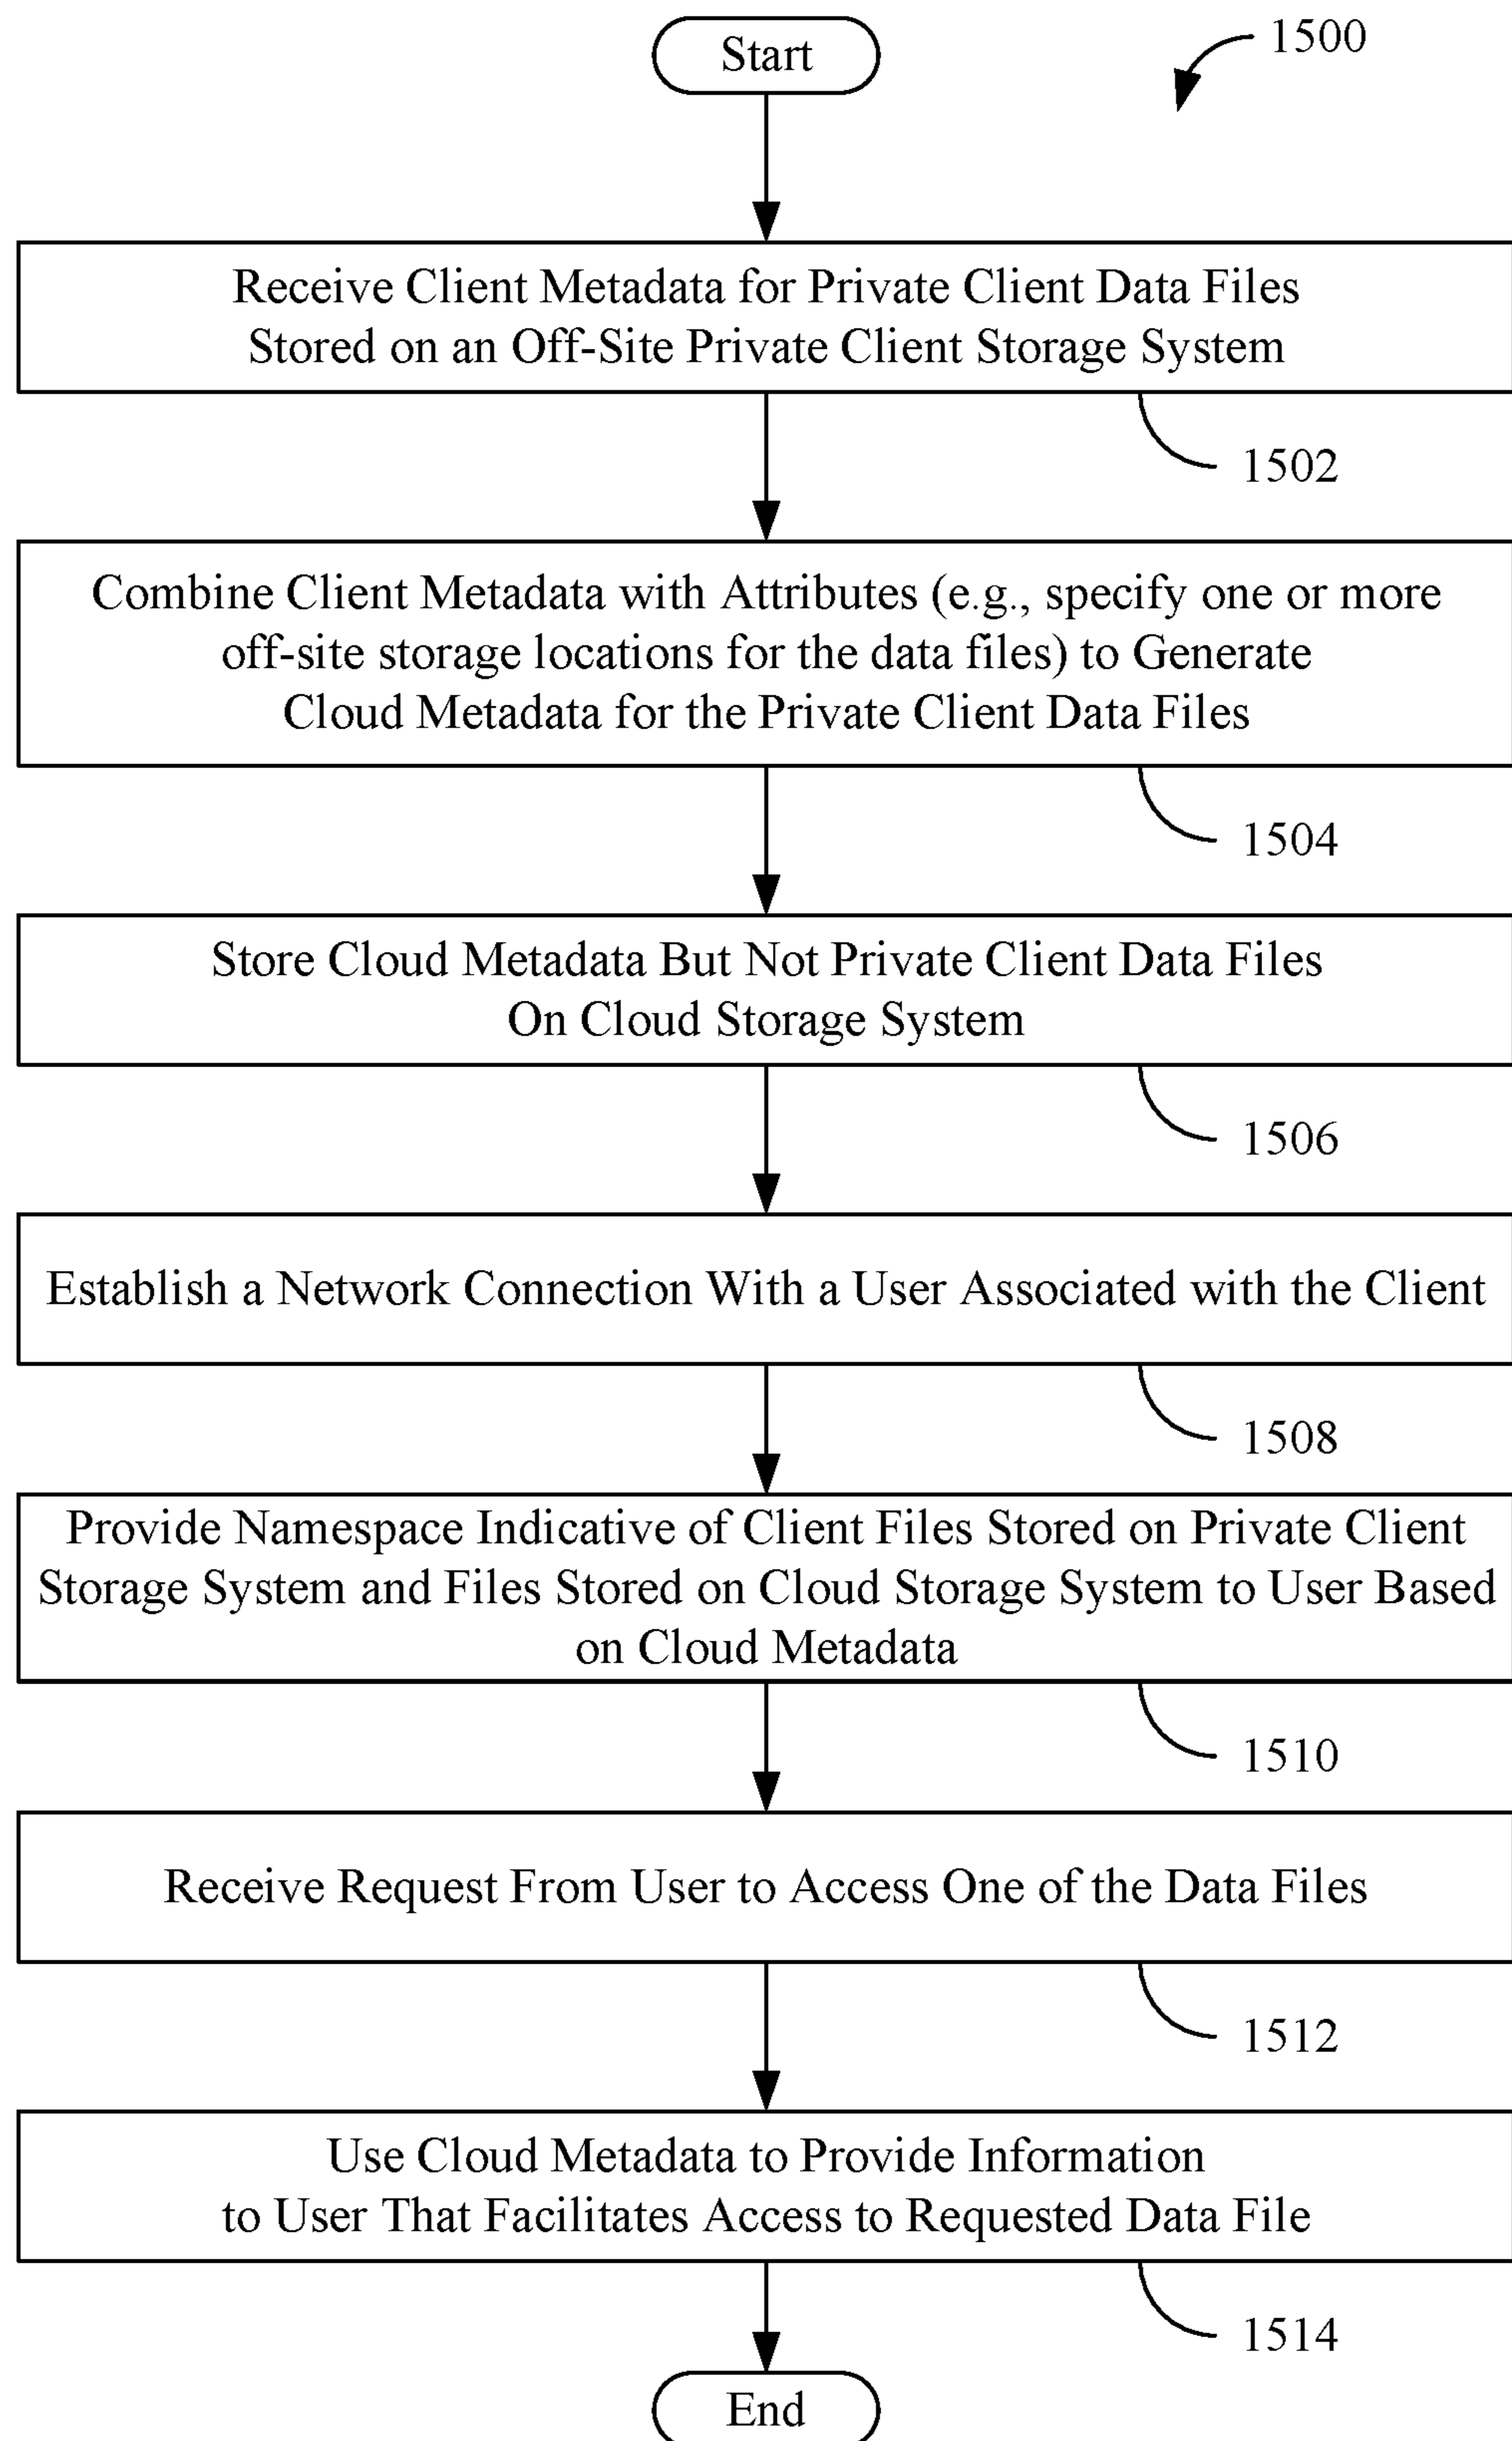 Start
1500
Receive Client Metadata for Private Client Data Files
Stored on an Off-Site Private Client Storage System
1502
Combine Client Metadata with Attributes (e.g., specify one or more
off-site storage locations for the data files) to Generate
Cloud Metadata for the Private Client Data Files
1504
Store Cloud Metadata But Not Private Client Data Files
On Cloud Storage System
1506
Establish a Network Connection With a User Associated with the Client
1508
Provide Namespace Indicative of Client Files Stored on Private Client
Storage System and Files Stored on Cloud Storage System to User Based
on Cloud Metadata
1510
Receive Request From User to Access One of the Data Files
1512
Use Cloud Metadata to Provide Information
to User That Facilitates Access to Requested Data File
1514
End